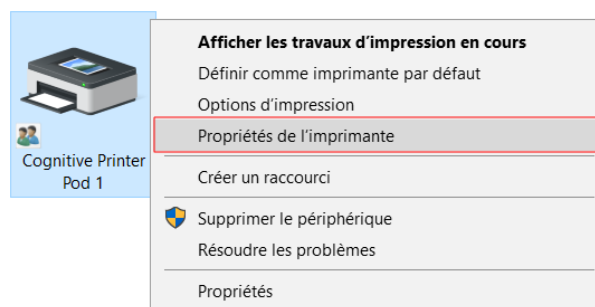 Afficher les travaux d’impression en cours
Définir comme imprimante par défaut
Options d’impression
Propriétés de l’imprimante
Cognitive Printer
Pod 1
Créer un raccourci
Supprimer le périphérique
Résoudre les problèmes
Propriétés